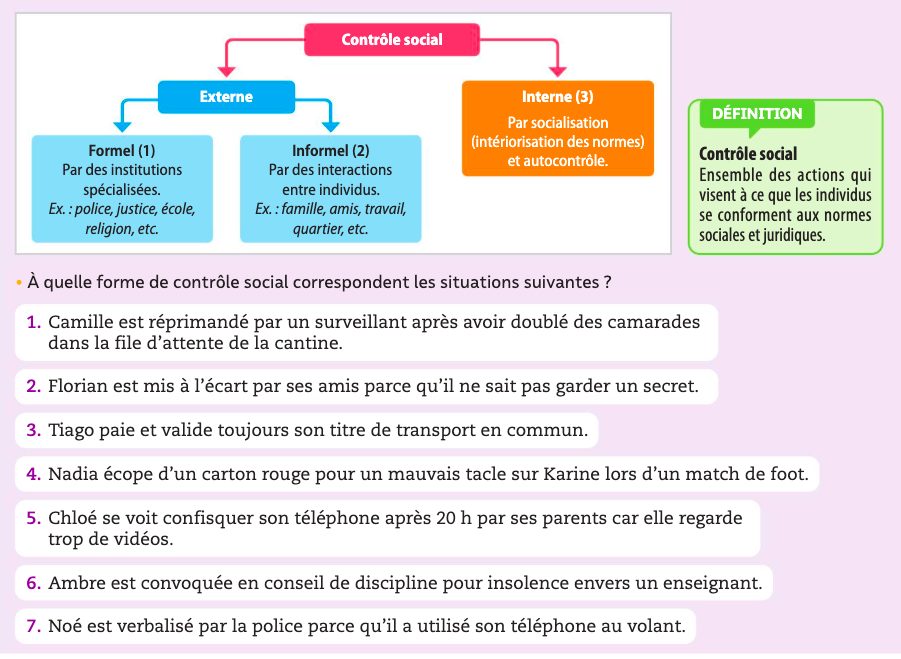 Contrôle social
Externe
Formel (1)
Par des institutions
spécialisées.
Ex. : police, justice, école,
religion, etc.
Informel (2)
Par des interactions
entre individus.
Ex. : famille, amis, travail,
quartier, etc.
Interne (3)
Par socialisation
(intériorisation des normes)
et autocontrôle.
DÉFINITION
Contrôle social
Ensemble des actions qui
visent à ce que les individus
se conforment aux normes
sociales et juridiques.
• À quelle forme de contrôle social correspondent les situations suivantes ?
1. Camille est réprimandé par un surveillant après avoir doublé des camarades
dans la file d’attente de la cantine.
2. Florian est mis à l’écart par ses amis parce qu’il ne sait pas garder un secret.
3. Tiago paie et valide toujours son titre de transport en commun.
4. Nadia écope d’un carton rouge pour un mauvais tacle sur Karine lors d’un match de foot.
5. Chloé se voit confisquer son téléphone après 20 h par ses parents car elle regarde
trop de vidéos.
6. Ambre est convoquée en conseil de discipline pour insolence envers un enseignant.
7. Noé est verbalisé par la police parce qu’il a utilisé son téléphone au volant.